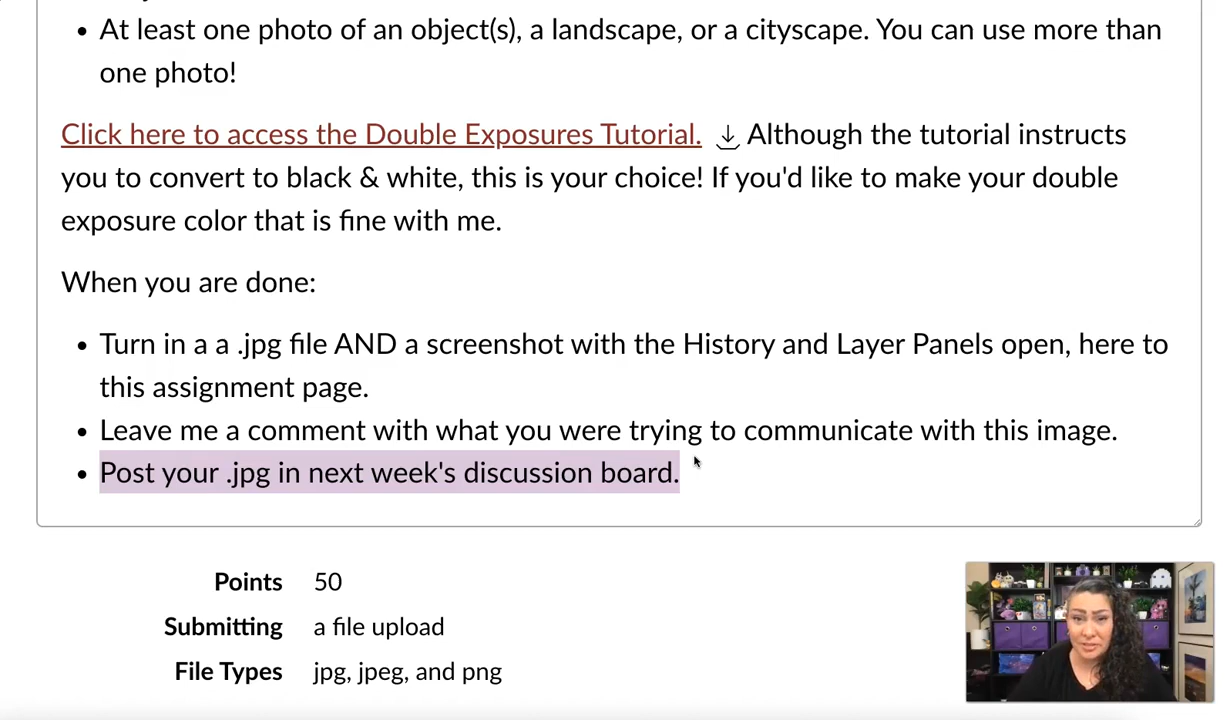 • At least one photo of an object(s), a landscape, or a cityscape. You can use more than
one photo!
Click here to access the Double Exposures Tutorial. Although the tutorial instructs
you to convert to black & white, this is your choice! If you'd like to make your double
exposure color that is fine with me.
When you are done:
• Turn in a a .jpg file AND a screenshot with the History and Layer Panels open, here to
this assignment page.
• Leave me a comment with what you were trying to communicate with this image.
• Post your .jpg in next week's discussion board.
Points 50
Submitting a file upload
File Types jpg, jpeg, and png